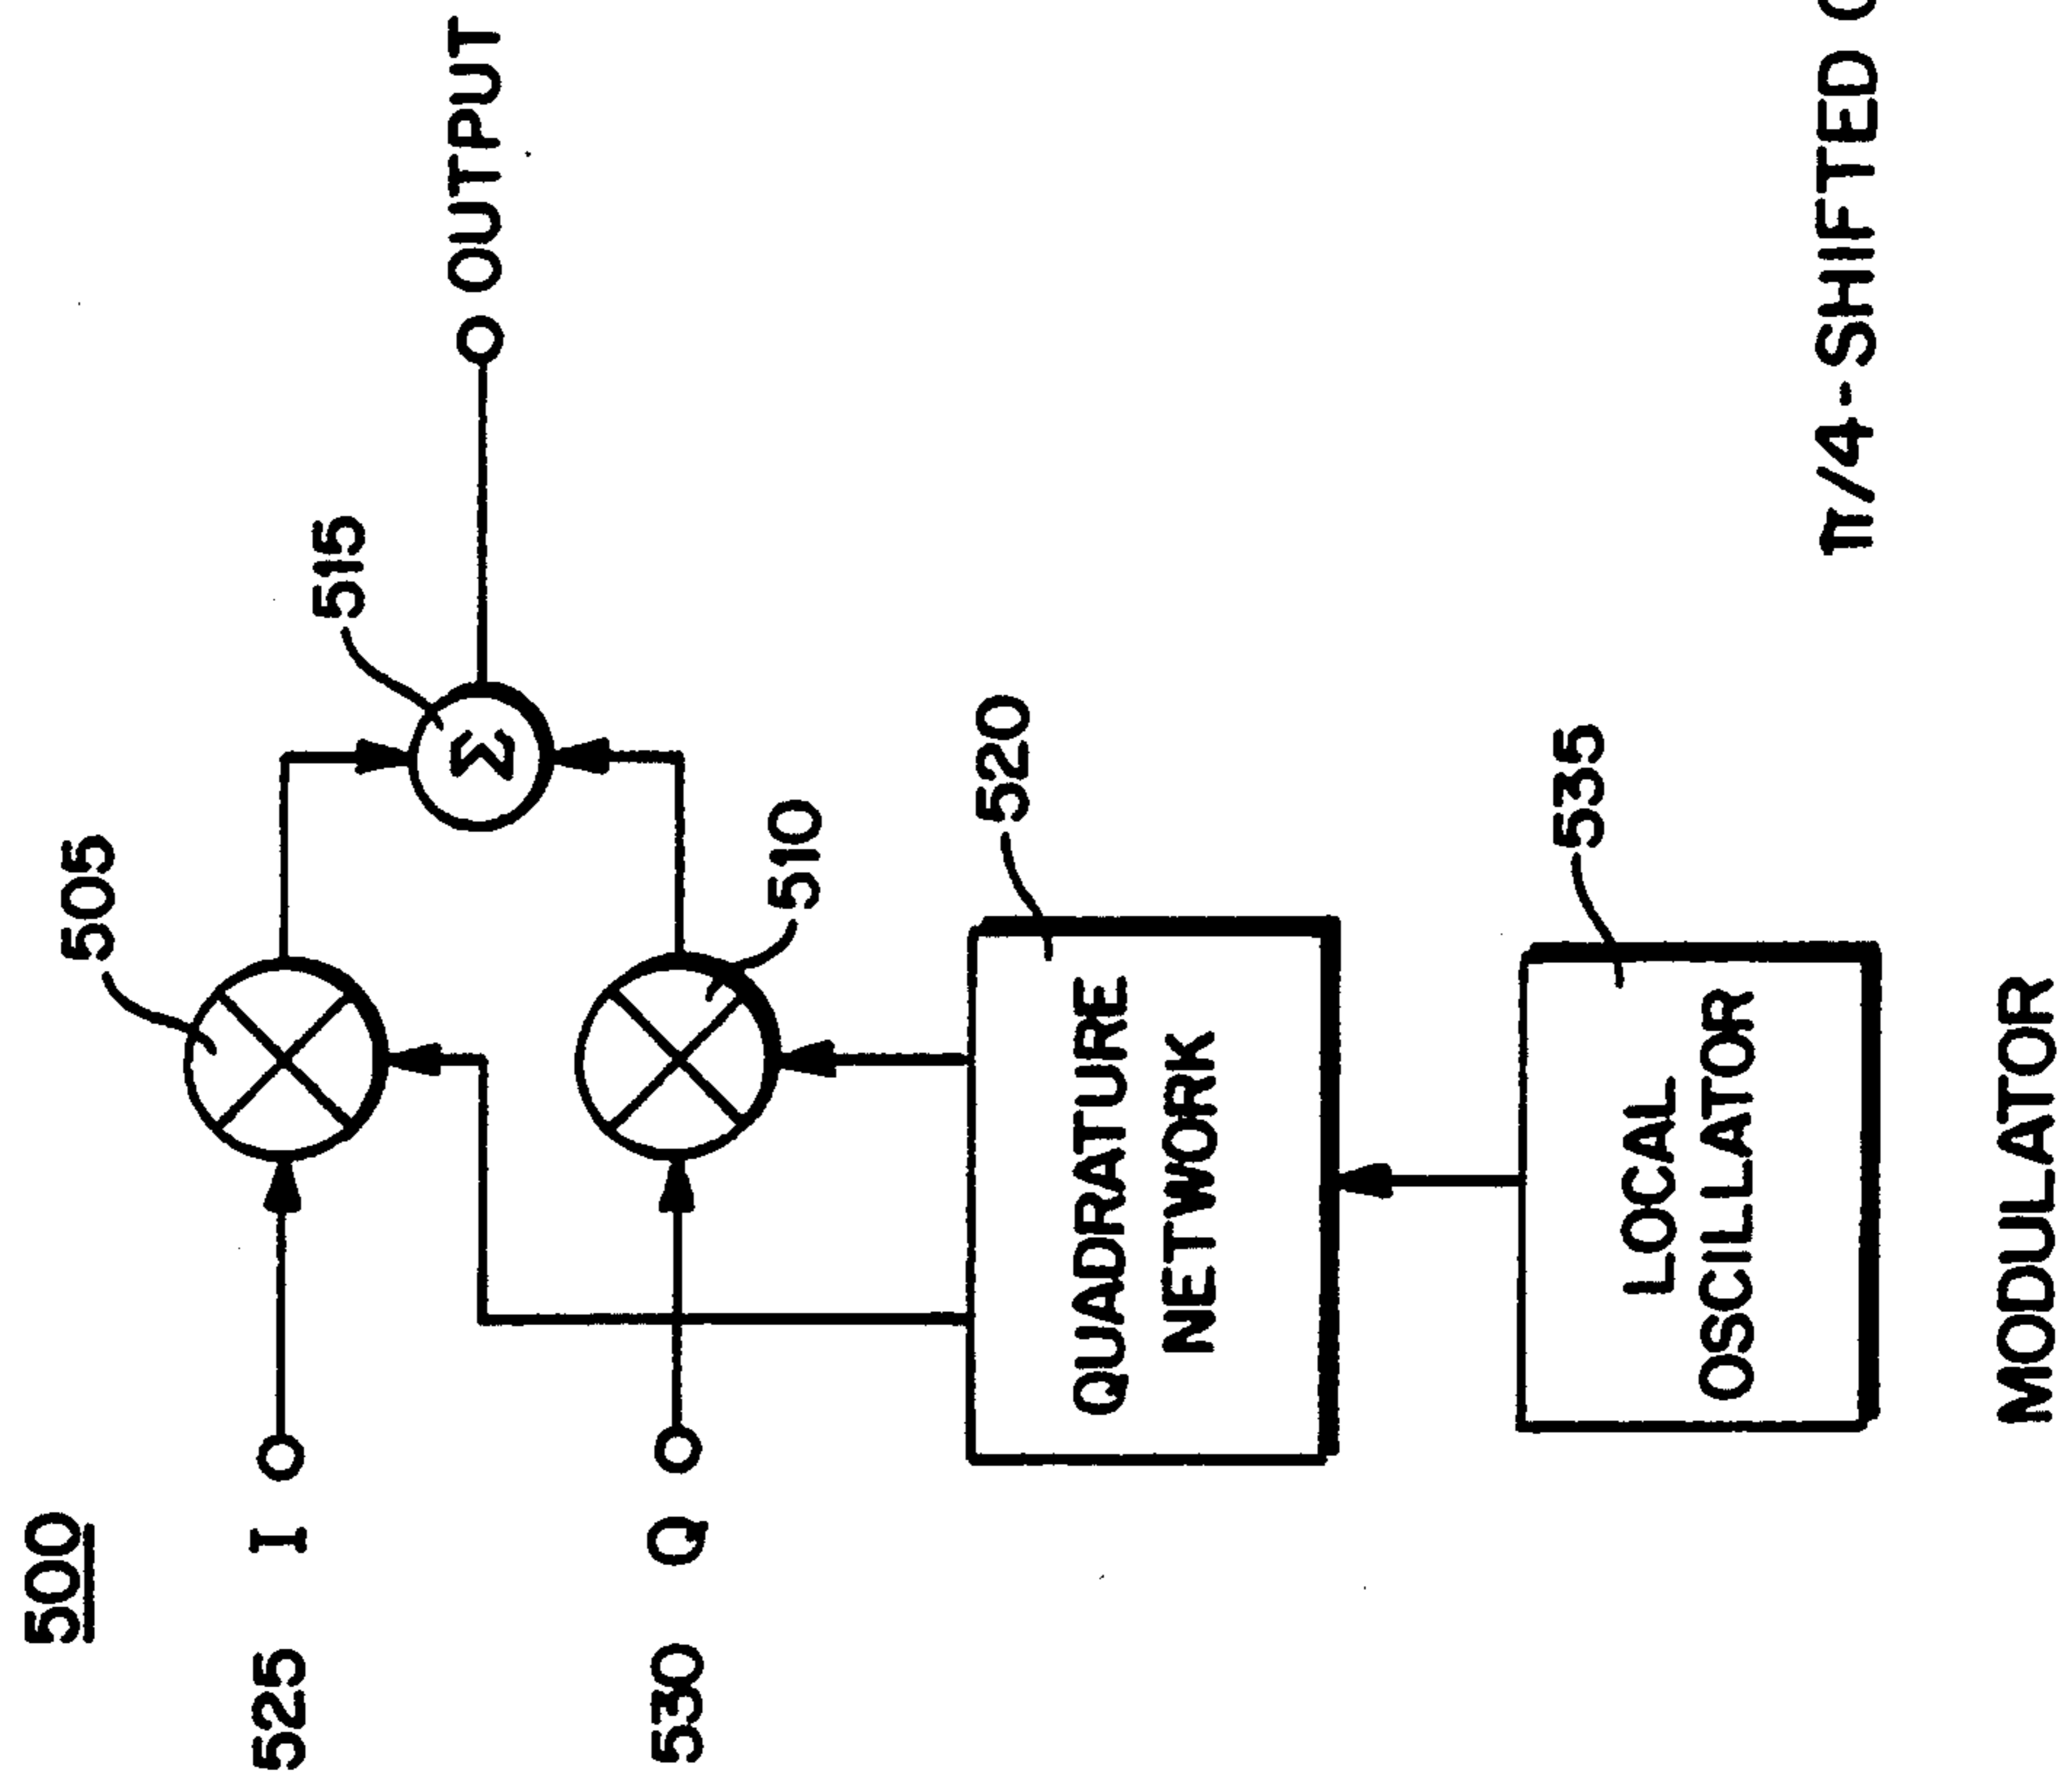 500
505
515
525 I
OUTPUT
530 Q
510
520
QUADRATURE
NETWORK
535
LOCAL
OSCILLATOR
MODULATOR
π/4-SHIFTED